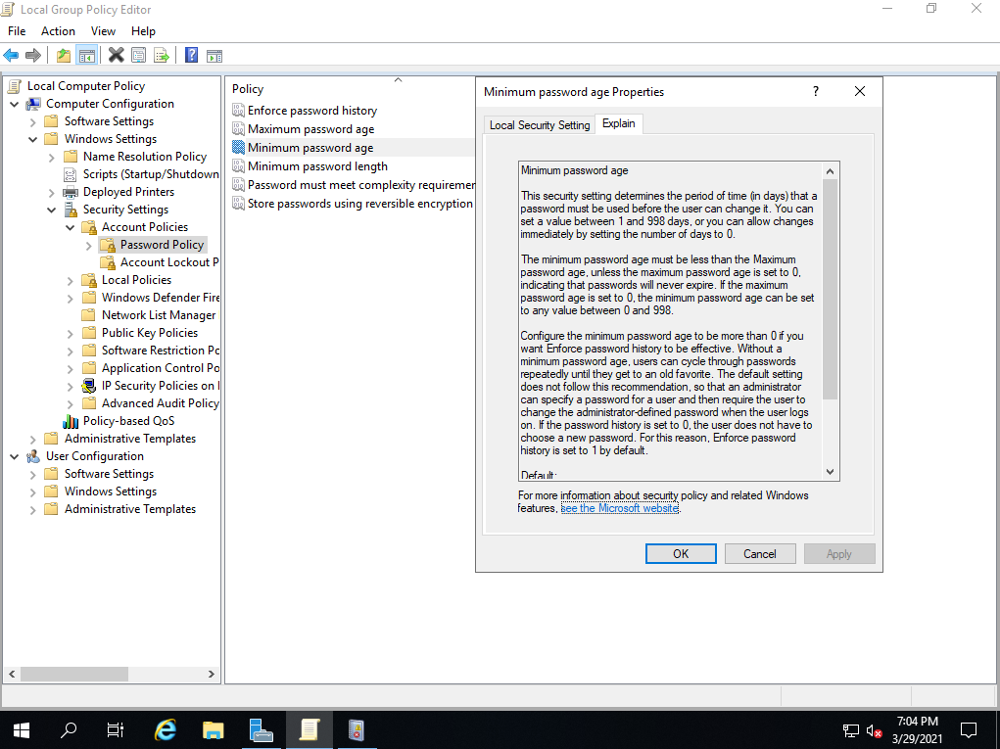 Local Group Policy Editor
File Action View Help
Local Computer Policy
Computer Configuration
Software Settings
Windows Settings
Name Resolution Policy
Scripts (Startup/Shutdown
Deployed Printers
Security Settings
Account Policies
Password Policy
Account Lockout P
Local Policies
Windows Defender Fire
Network List Manager
Public Key Policies
Software Restriction Po
Application Control Po
IP Security Policies on
Advanced Audit Policy
Policy-based QoS
Administrative Templates
User Configuration
Software Settings
Windows Settings
Administrative Templates
Policy
Enforce password history
Maximum password age
Minimum password age
Minimum password length
Password must meet complexity requiremen
Store passwords using reversible encryption
Minimum password age Properties
?
Local Security Setting Explain
Minimum password age
This security setting determines the period of time (in days) that a
password must be used before the user can change it. You can
set a value between 1 and 998 days, or you can allow changes
immediately by setting the number of days to 0.
The minimum password age must be less than the Maximum
password age, unless the maximum password age is set to 0,
indicating that passwords will never expire. If the maximum
password age is set to 0, the minimum password age can be set
to any value between 0 and 998.
Configure the minimum password age to be more than 0 if you
want Enforce password history to be effective. Without a
minimum password age, users can cycle through passwords
repeatedly until they get to an old favorite. The default setting
does not follow this recommendation, so that an administrator
can specify a password for a user and then require the user to
change the administrator-defined password when the user logs
on. If the password history is set to 0, the user does not have to
choose a new password. For this reason, Enforce password
history is set to 1 by default.
Default:
For more information about security policy and related Windows
features, see the Microsoft website.
OK Cancel Apply
7:04 PM
3/29/2021